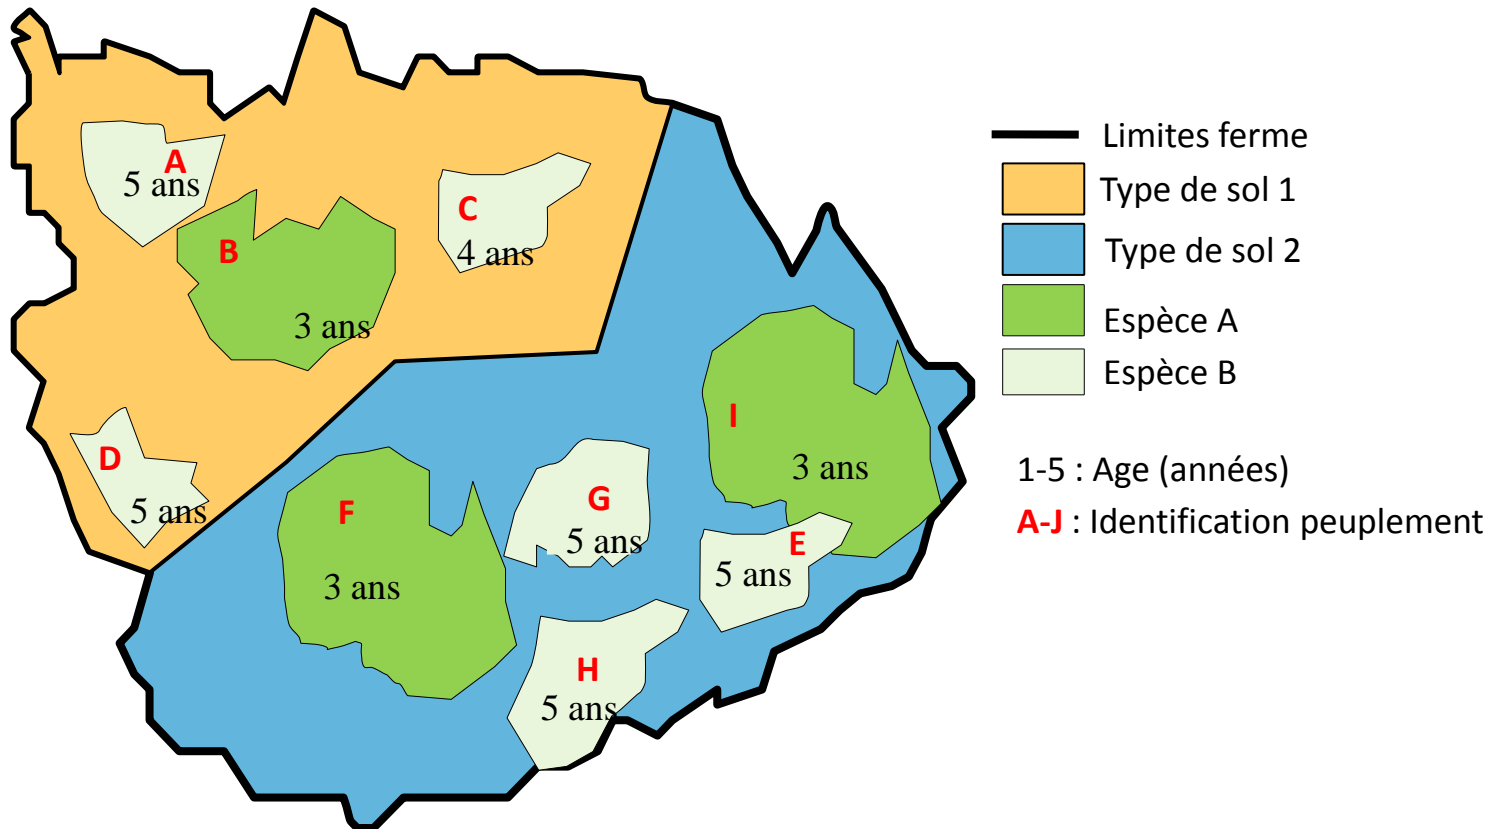 A
5 ans
B
3 ans
C
4 ans
D
5 ans
F
3 ans
G
5 ans
I
3 ans
E
5 ans
H
5 ans
Limites ferme
Type de sol 1
Type de sol 2
Espèce A
Espèce B
1-5 : Age (années)
A-J : Identification peuplement